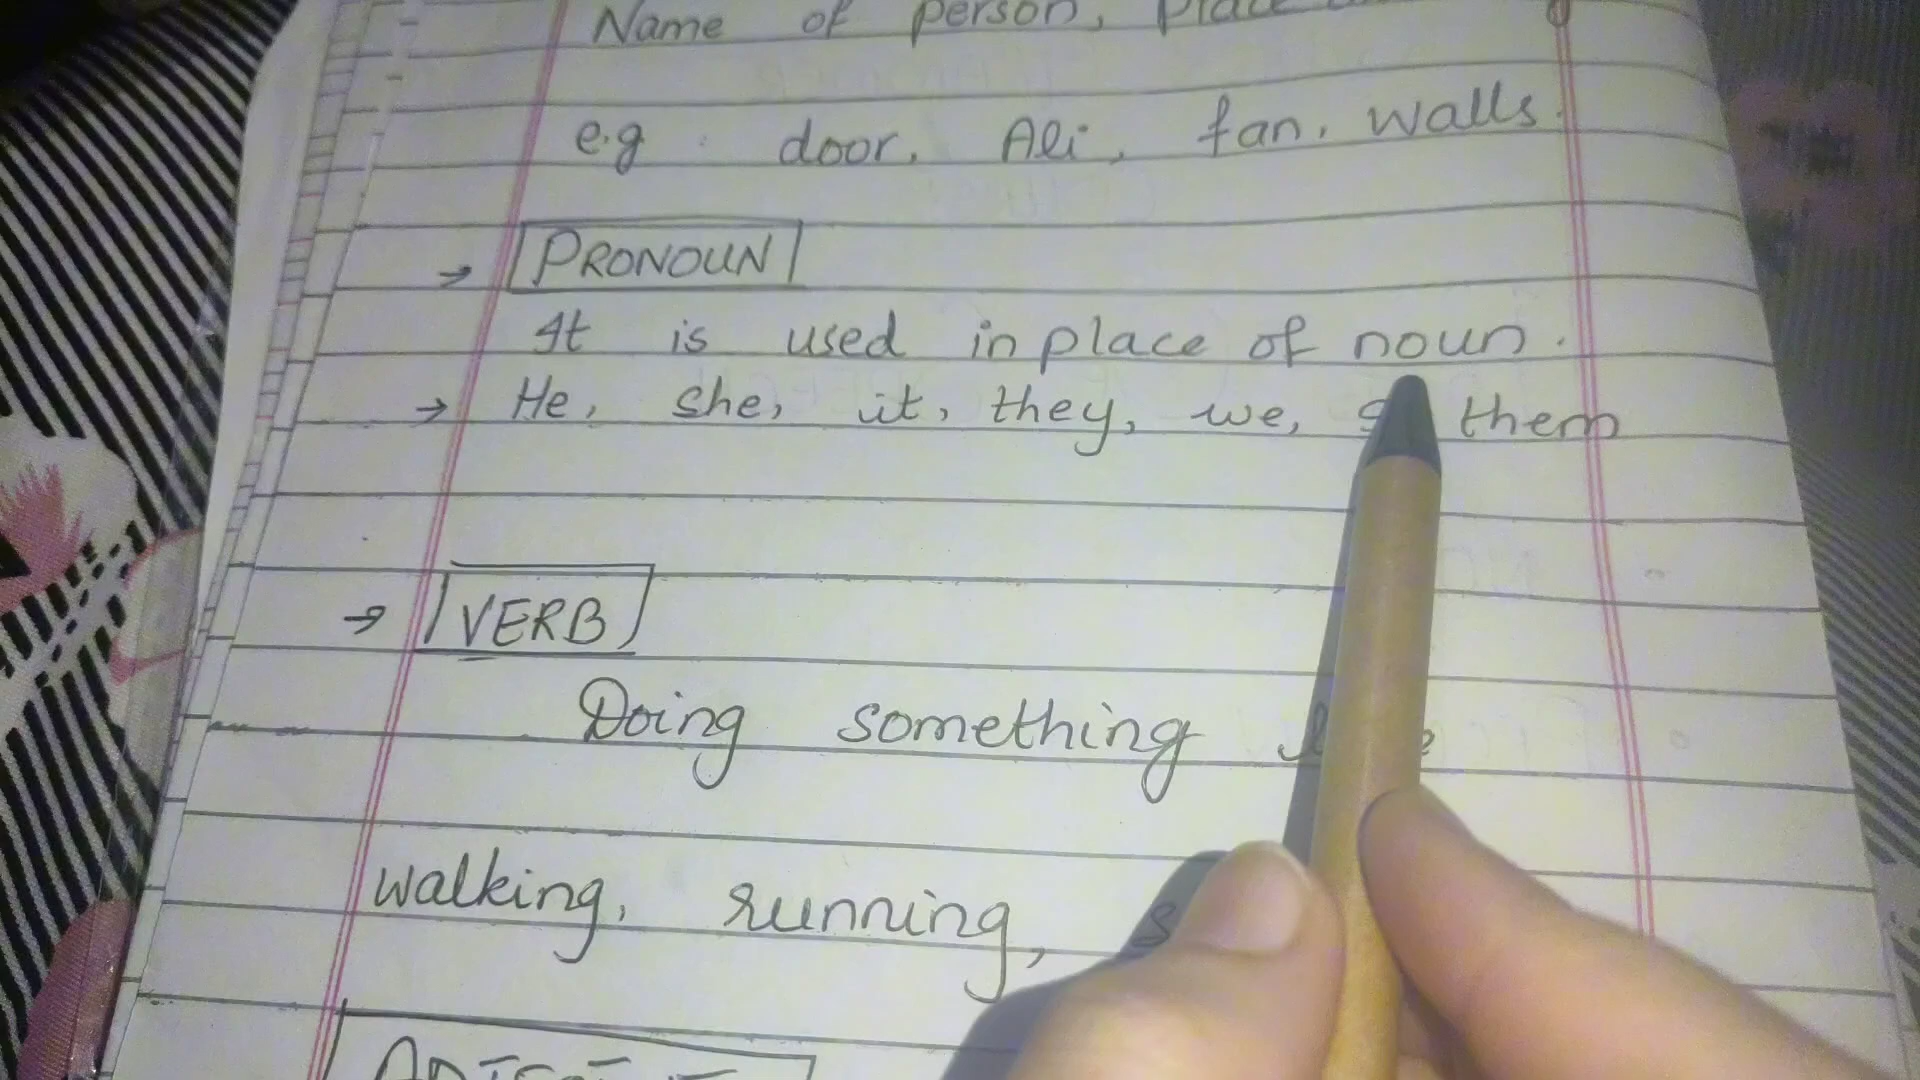 Name of person, place
e.g. door, Ali, fan, walls.
→ PRONOUN
It is used in place of noun.
→ He, she, it, they, we, them
→ VERB
Doing something
walking, running,